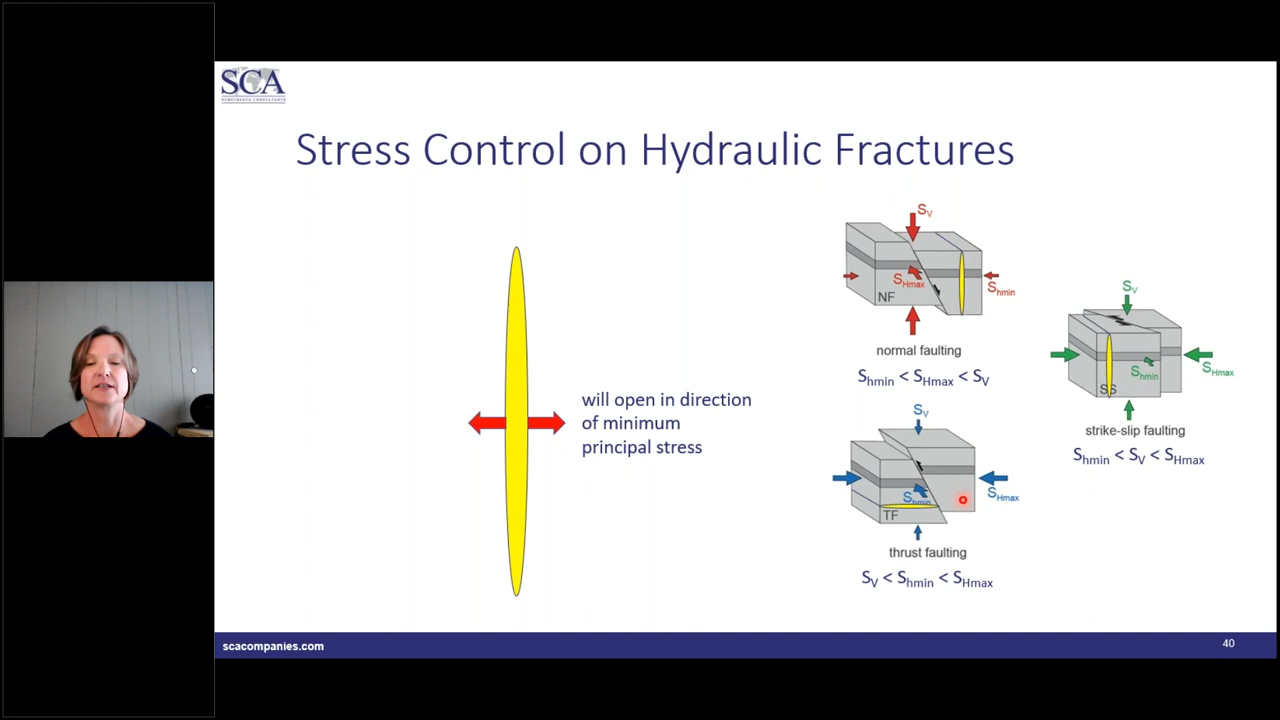 SCA
SUBSURFACE CONSULTANTS
Stress Control on Hydraulic Fractures
will open in direction
of minimum
principal stress
SV
SHmax
Shmin
NF
normal faulting
Shmin < SHmax < SV
SV
Shmin
SHmax
SS
strike-slip faulting
Shmin < SV < SHmax
SV
Shmin
SHmax
TF
thrust faulting
SV < Shmin < SHmax
scacompanies.com
40